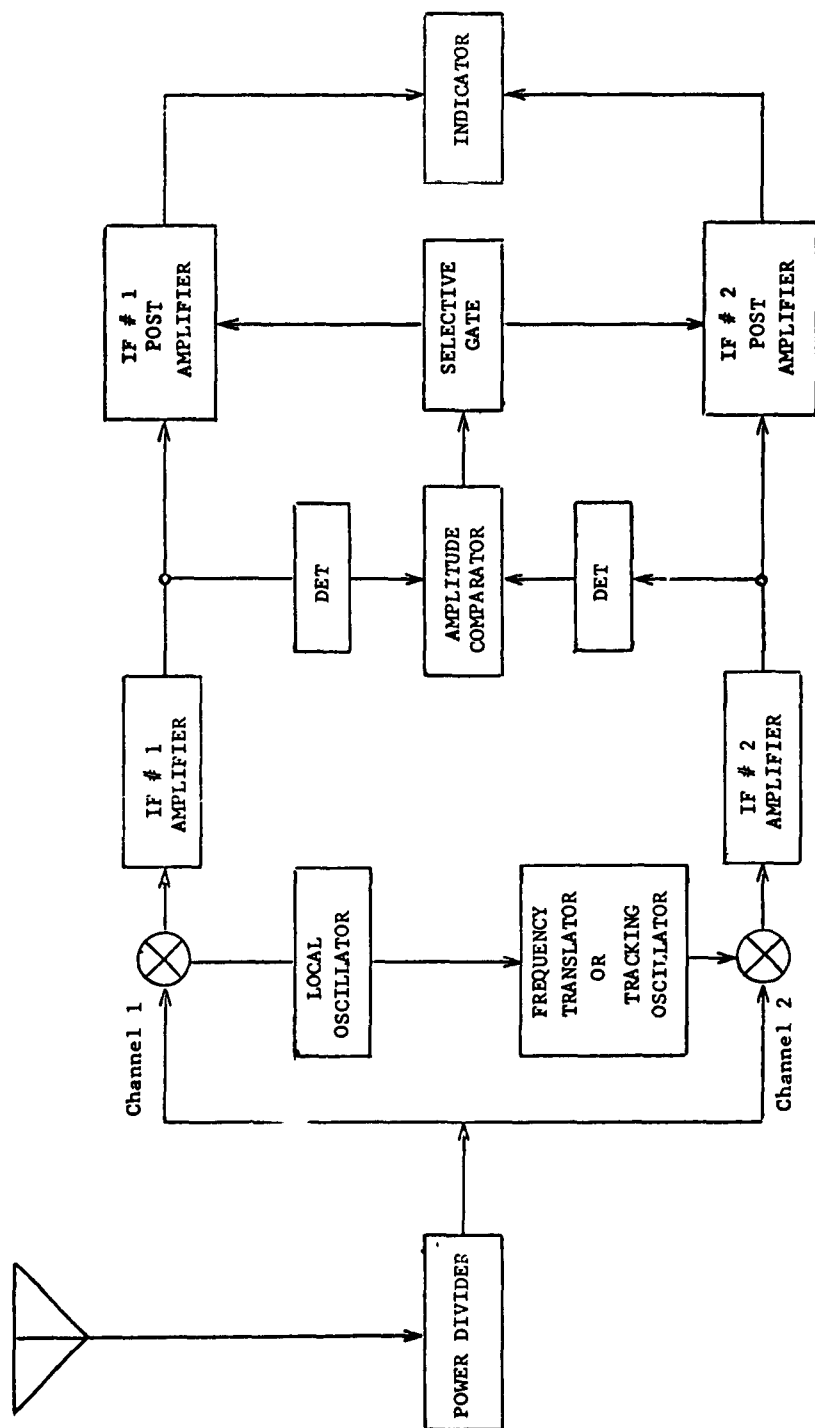 Channel 1
IF # 1
AMPLIFIER
IF # 1
POST
AMPLIFIER
POWER DIVIDER
LOCAL
OSCILLATOR
DET
AMPLITUDE
COMPARATOR
SELECTIVE
GATE
INDICATOR
FREQUENCY
TRANSLATOR
OR
TRACKING
OSCILLATOR
DET
Channel 2
IF # 2
AMPLIFIER
IF # 2
POST
AMPLIFIER